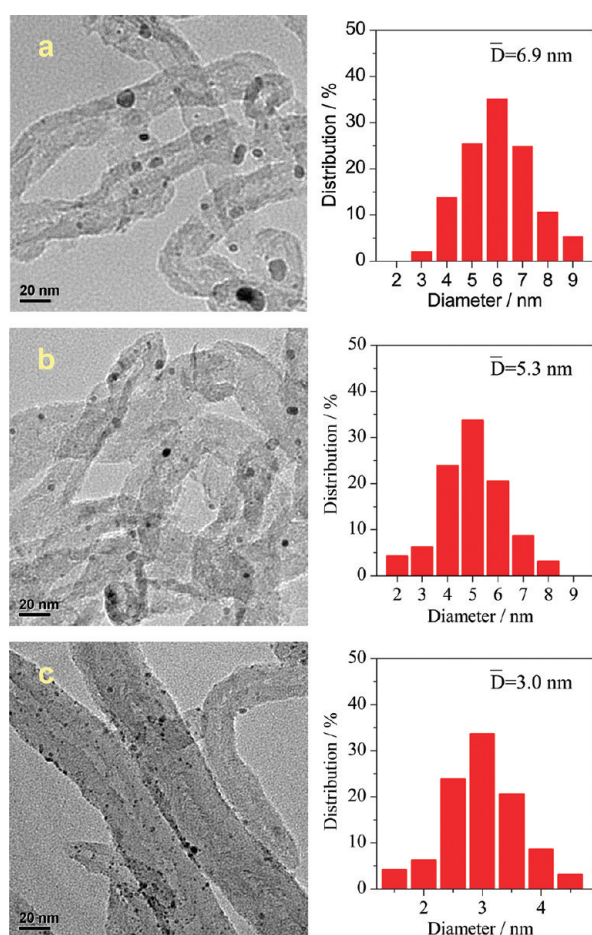 a
20 nm
50
40
30
20
10
0
Distribution / %
D̅=6.9 nm
2 3 4 5 6 7 8 9
Diameter / nm
b
20 nm
50
40
30
20
10
0
Distribution / %
D̅=5.3 nm
2 3 4 5 6 7 8 9
Diameter / nm
c
20 nm
50
40
30
20
10
0
Distribution / %
D̅=3.0 nm
2 3 4
Diameter / nm